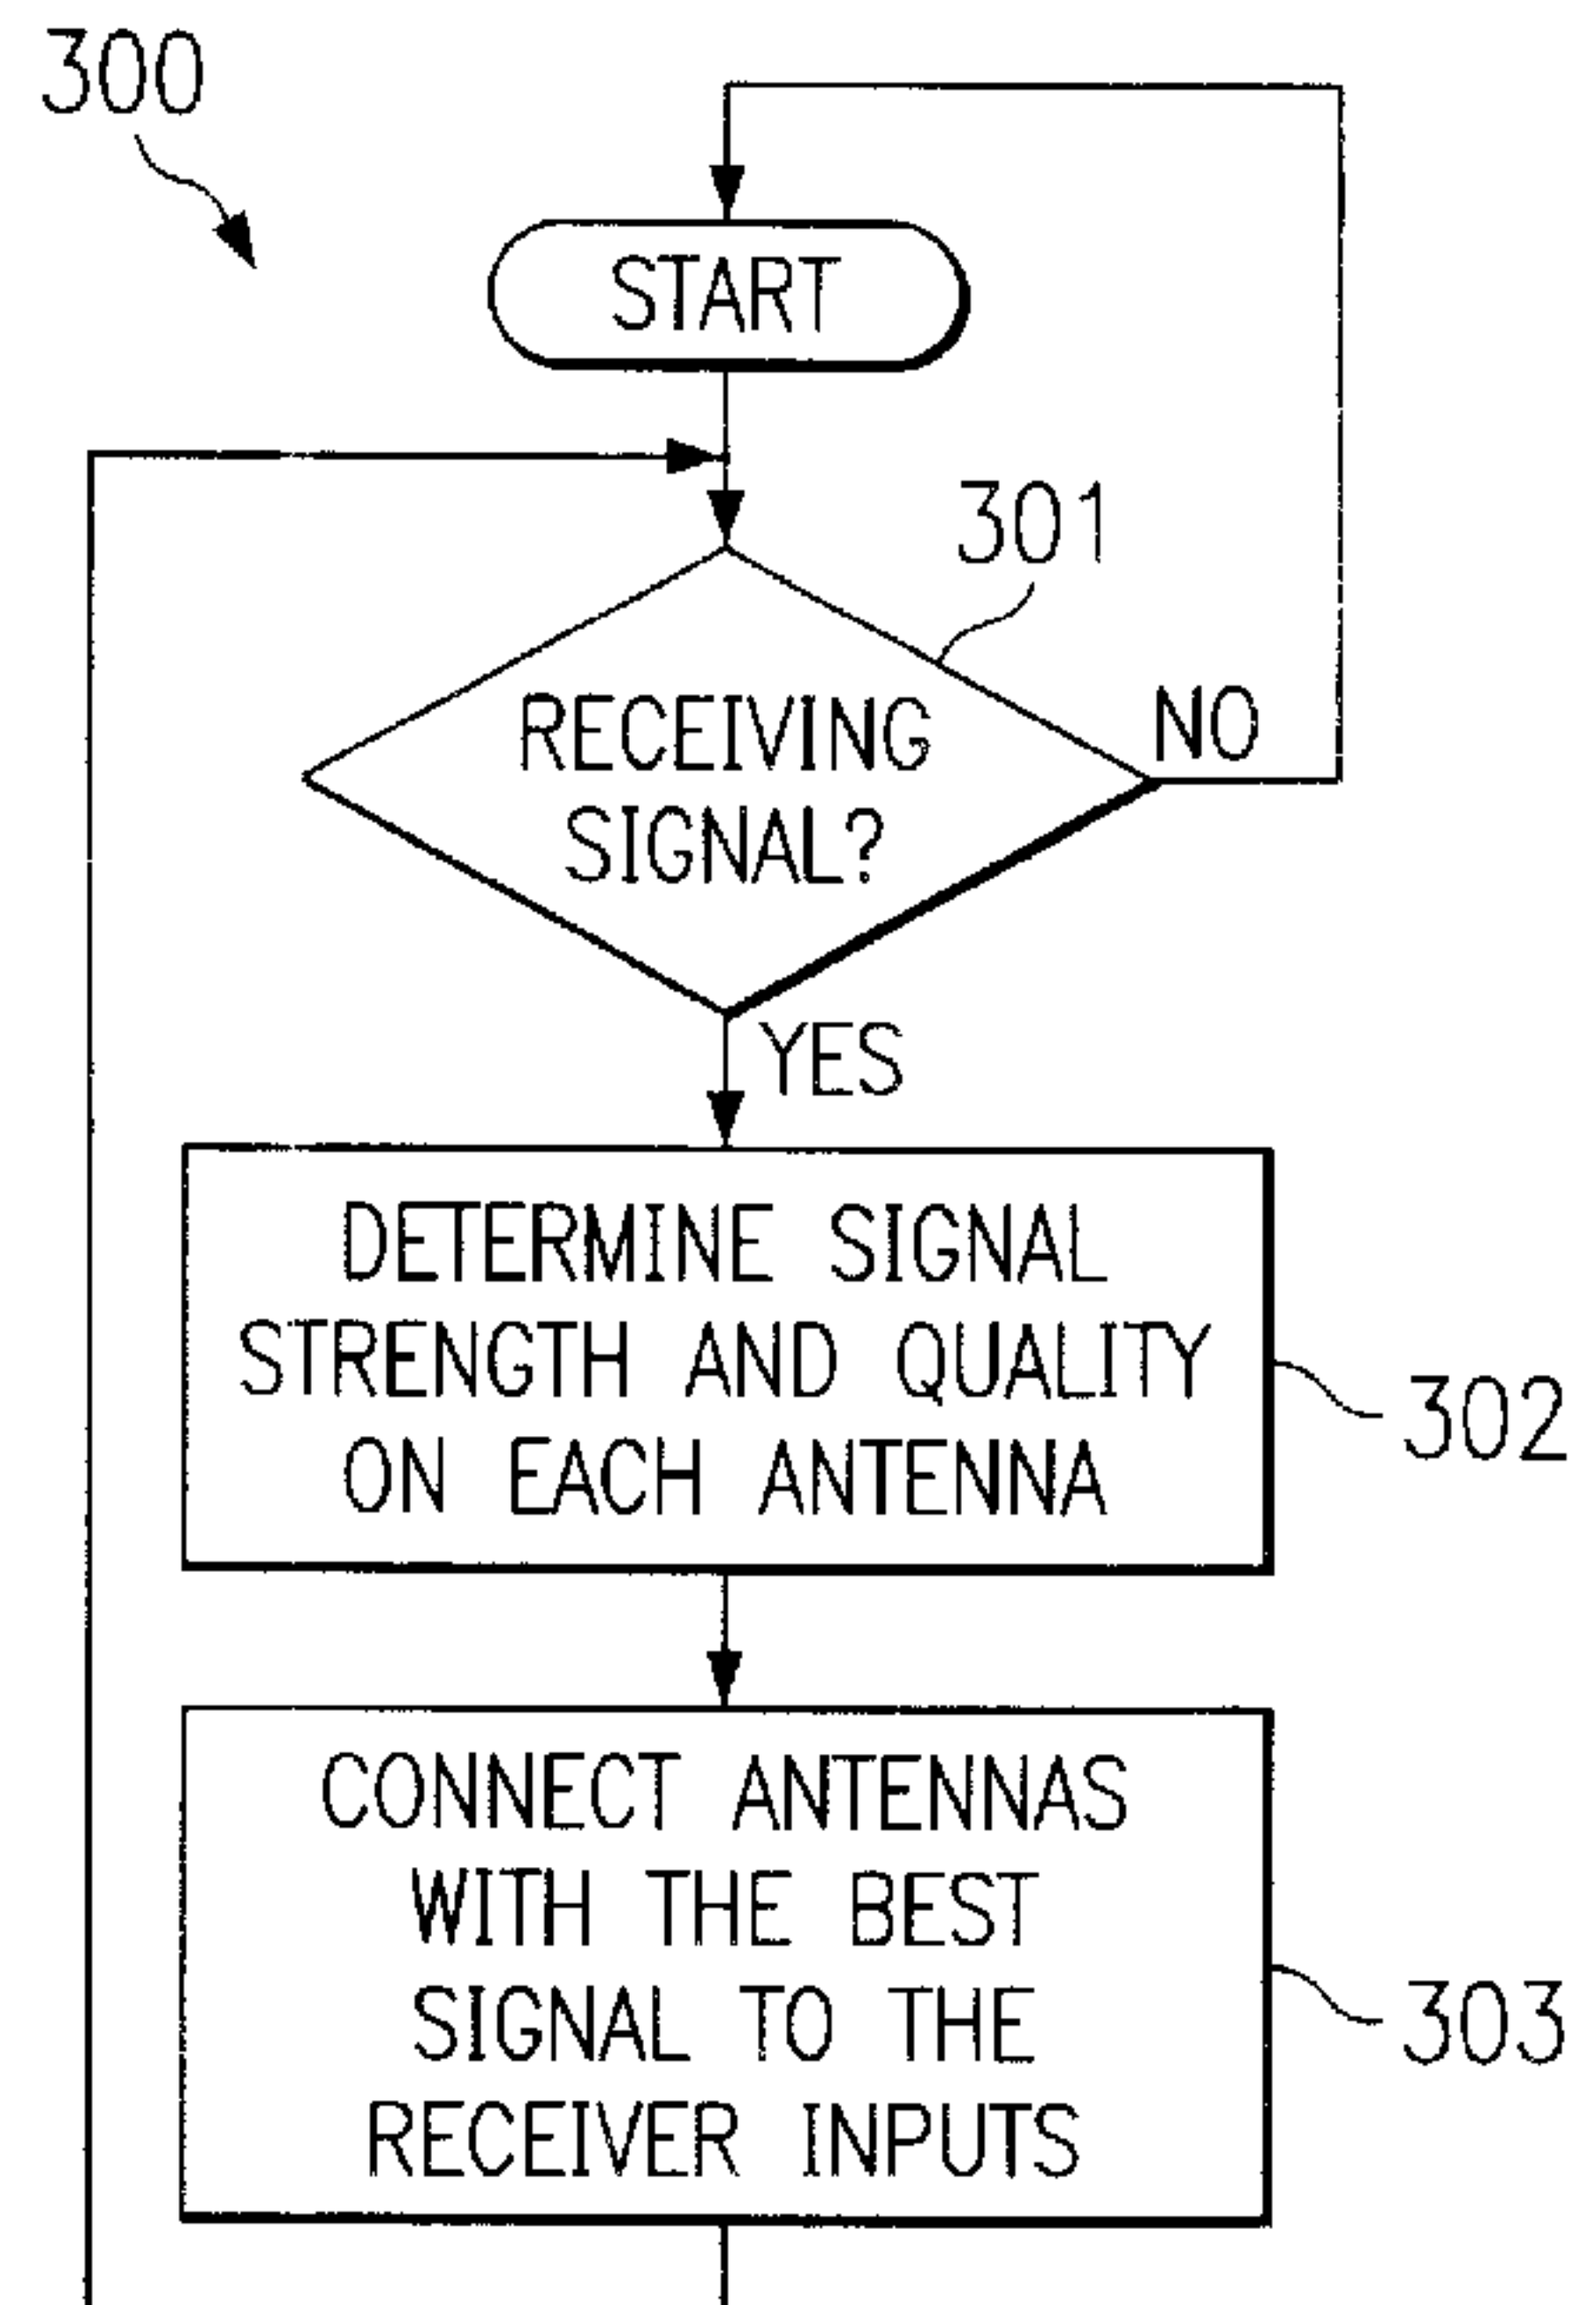 300
START
301
RECEIVING
SIGNAL?
NO
YES
DETERMINE SIGNAL
STRENGTH AND QUALITY
ON EACH ANTENNA
302
CONNECT ANTENNAS
WITH THE BEST
SIGNAL TO THE
RECEIVER INPUTS
303